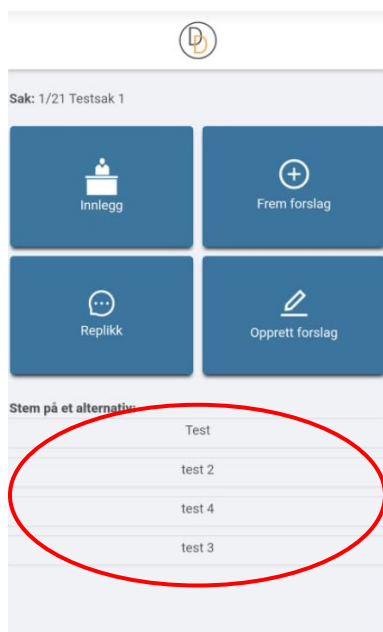 DD
Sak: 1/21 Testsak 1
Innlegg
Frem forslag
Replikk
Opprett forslag
Stem på et alternativ:
Test
test 2
test 4
test 3